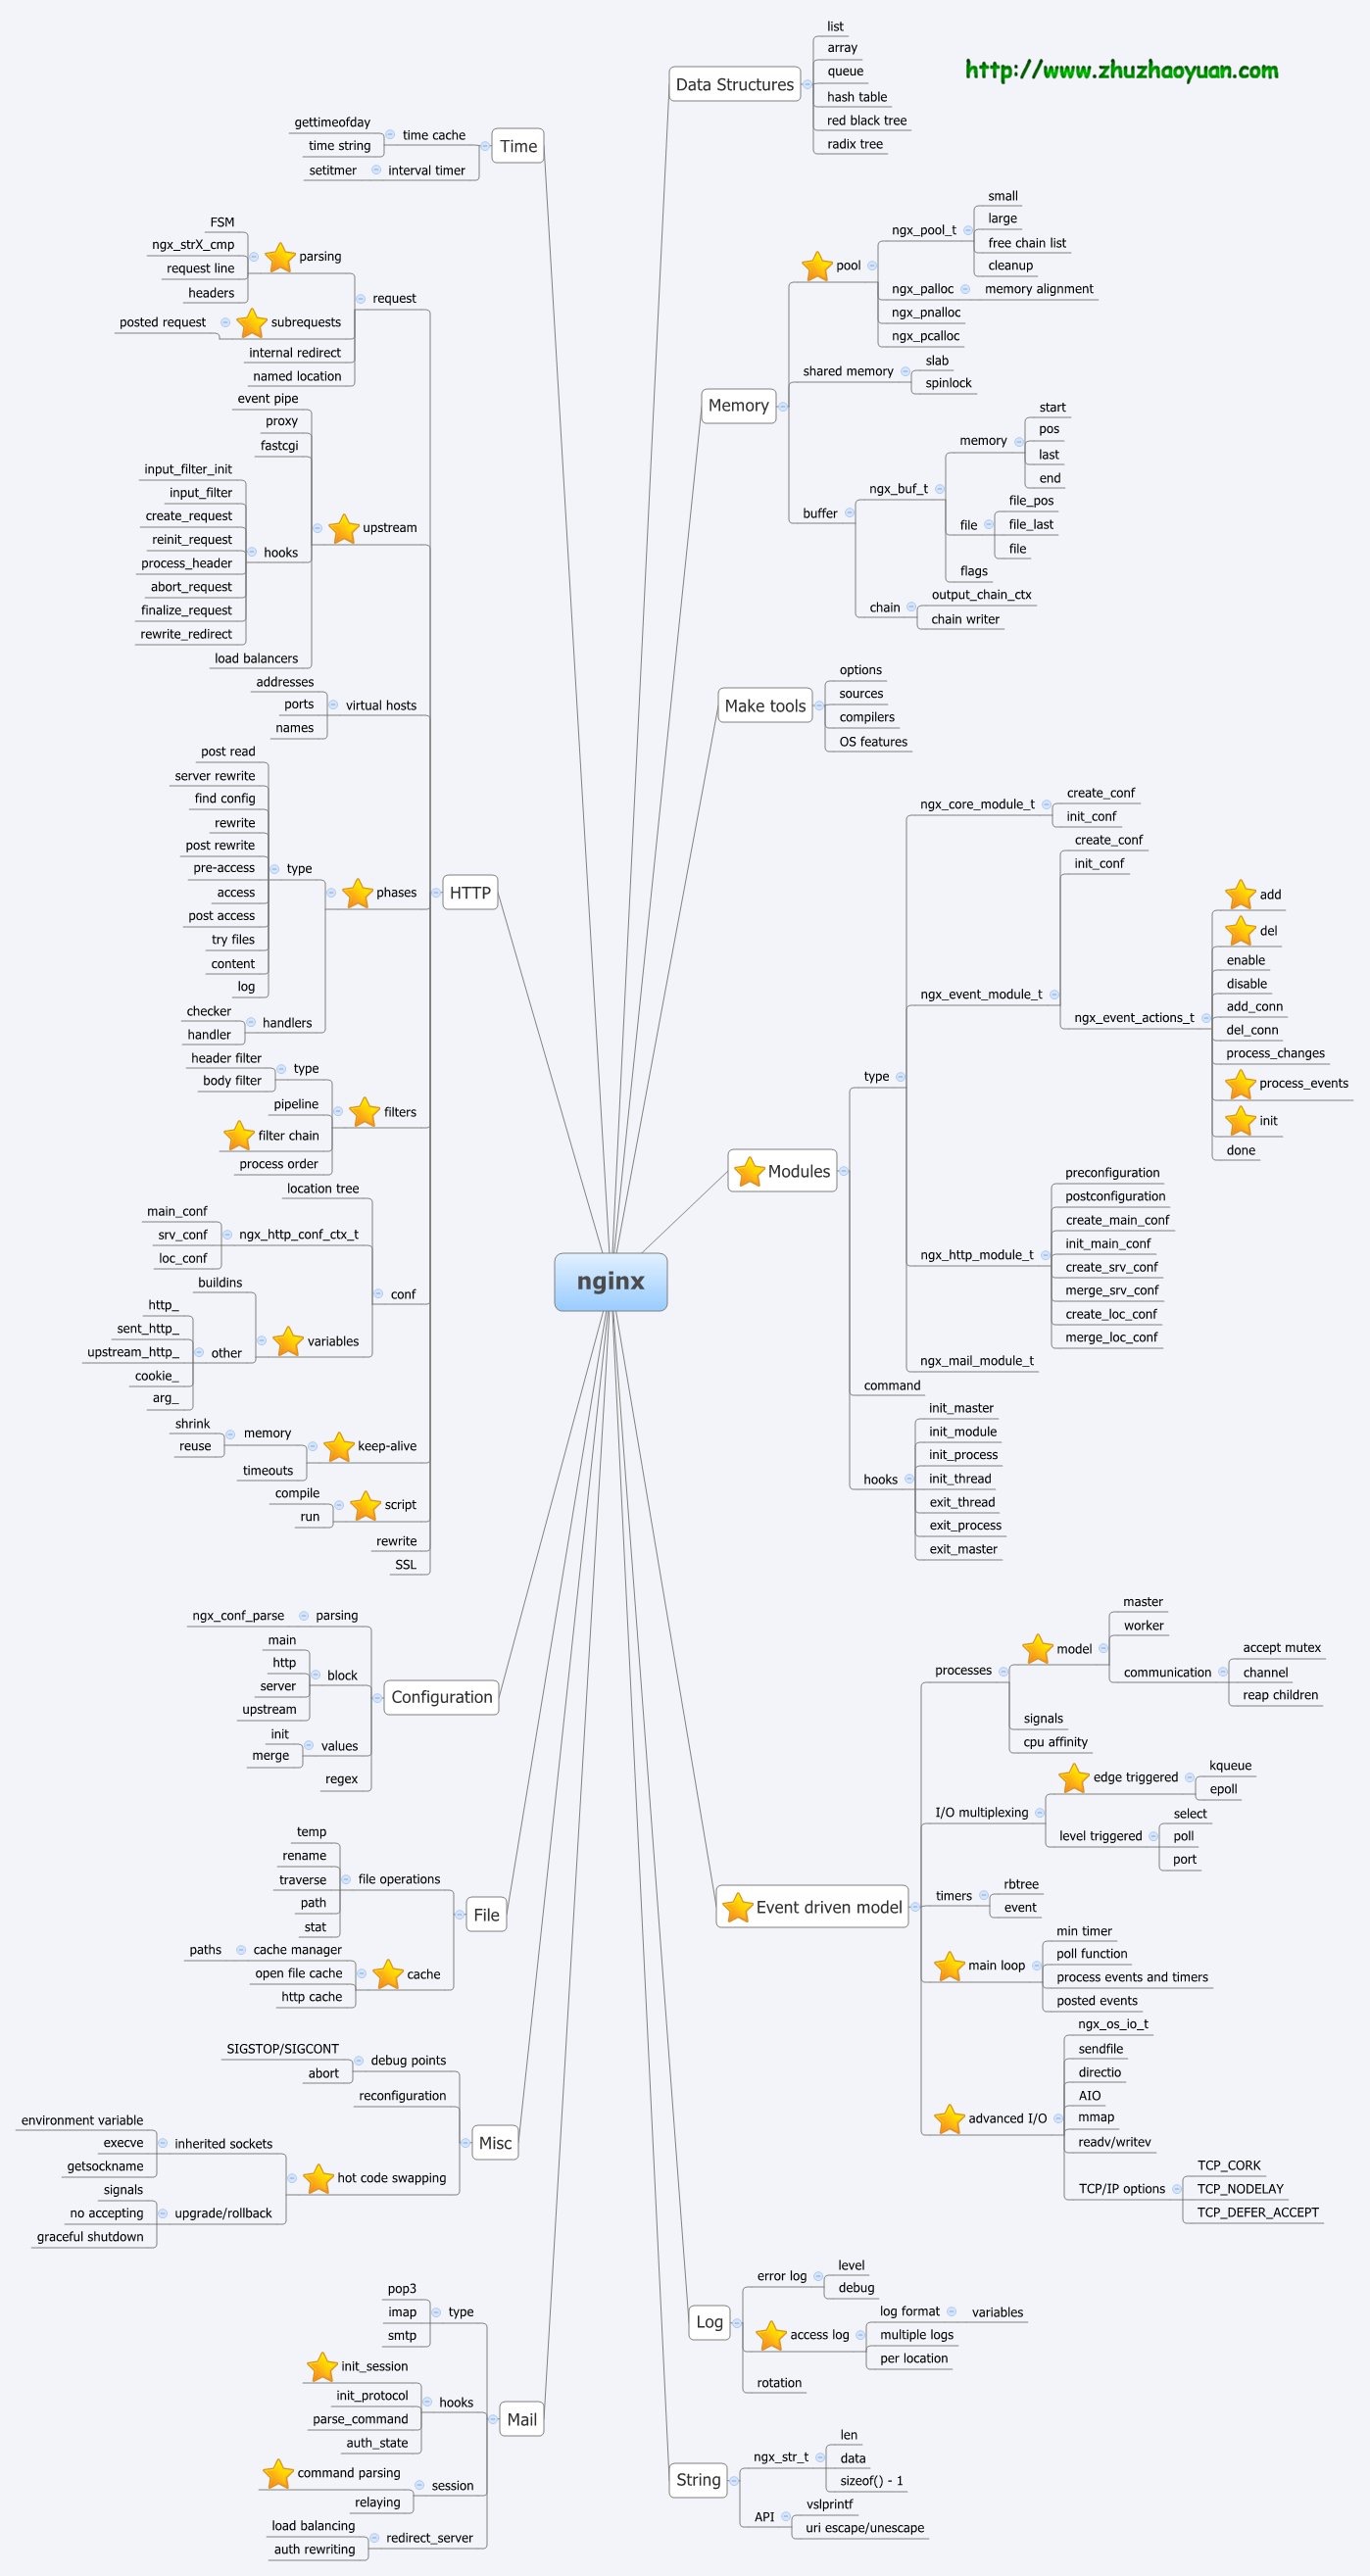 http://www.zhuzhaoyuan.com
nginx
Data Structures
list
array
queue
hash table
red black tree
radix tree
Memory
pool
ngx_pool_t
small
large
free chain list
cleanup
ngx_palloc
memory alignment
ngx_pnalloc
ngx_pcalloc
shared memory
slab
spinlock
buffer
ngx_buf_t
memory
start
pos
last
end
file
file_pos
file_last
file
flags
chain
output_chain_ctx
chain writer
Make tools
options
sources
compilers
OS features
Modules
type
ngx_core_module_t
create_conf
init_conf
ngx_event_module_t
create_conf
init_conf
ngx_event_actions_t
add
del
enable
disable
add_conn
del_conn
process_changes
process_events
init
done
ngx_http_module_t
preconfiguration
postconfiguration
create_main_conf
init_main_conf
create_srv_conf
merge_srv_conf
create_loc_conf
merge_loc_conf
ngx_mail_module_t
command
hooks
init_master
init_module
init_process
init_thread
exit_thread
exit_process
exit_master
Event driven model
processes
model
master
worker
communication
accept mutex
channel
reap children
signals
cpu affinity
I/O multiplexing
edge triggered
kqueue
epoll
level triggered
select
poll
port
timers
rbtree
event
main loop
min timer
poll function
process events and timers
posted events
advanced I/O
ngx_os_io_t
sendfile
directio
AIO
mmap
readv/writev
TCP/IP options
TCP_CORK
TCP_NODELAY
TCP_DEFER_ACCEPT
Log
error log
level
debug
access log
log format
variables
multiple logs
per location
rotation
String
ngx_str_t
len
data
sizeof() - 1
API
vslprintf
uri escape/unescape
Time
time cache
gettimeofday
time string
interval timer
setitmer
HTTP
request
parsing
FSM
ngx_strX_cmp
request line
headers
subrequests
posted request
internal redirect
named location
upstream
event pipe
proxy
fastcgi
hooks
input_filter_init
input_filter
create_request
reinit_request
process_header
abort_request
finalize_request
rewrite_redirect
load balancers
virtual hosts
addresses
ports
names
phases
type
post read
server rewrite
find config
rewrite
post rewrite
pre-access
access
post access
try files
content
log
handlers
checker
handler
filters
type
header filter
body filter
pipeline
filter chain
process order
conf
location tree
ngx_http_conf_ctx_t
main_conf
srv_conf
loc_conf
variables
buildins
other
http_
sent_http_
upstream_http_
cookie_
arg_
keep-alive
memory
shrink
reuse
timeouts
script
compile
run
rewrite
SSL
Configuration
parsing
ngx_conf_parse
block
main
http
server
upstream
values
init
merge
regex
File
file operations
temp
rename
traverse
path
stat
cache
cache manager
paths
open file cache
http cache
Misc
debug points
SIGSTOP/SIGCONT
abort
reconfiguration
hot code swapping
inherited sockets
environment variable
execve
getsockname
upgrade/rollback
signals
no accepting
graceful shutdown
Mail
type
pop3
imap
smtp
hooks
init_session
init_protocol
parse_command
auth_state
session
command parsing
relaying
redirect_server
load balancing
auth rewriting